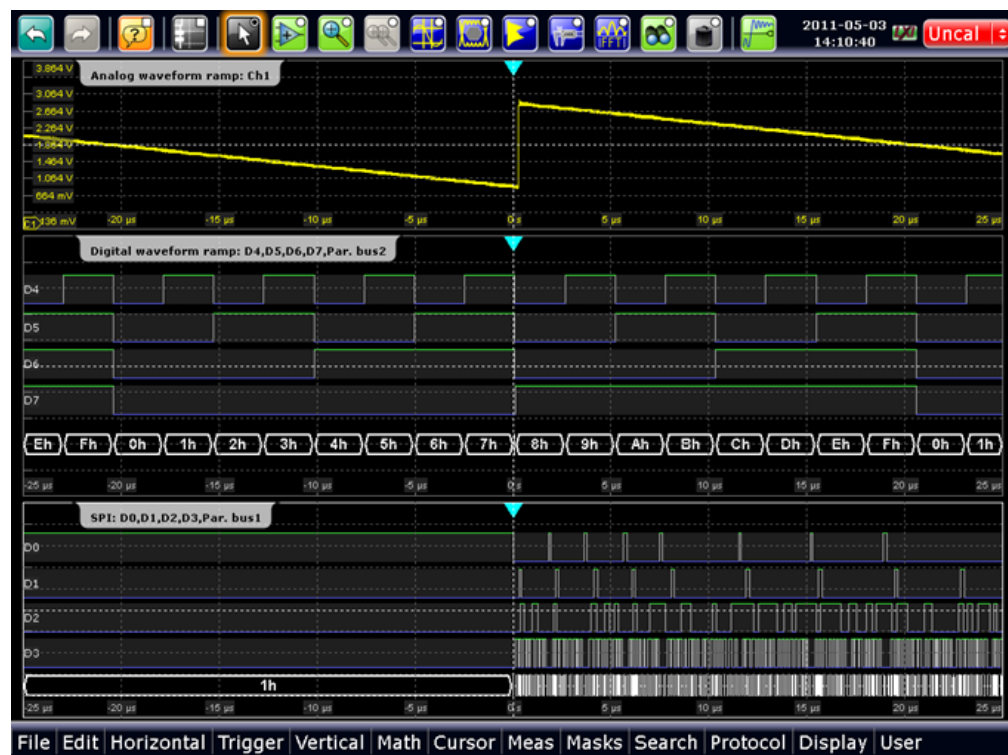 2011-05-03
14:10:40
LXI
Uncal
Analog waveform ramp: Ch1
3.864 V
3.064 V
2.664 V
2.264 V
1.864 V
1.464 V
1.064 V
664 mV
C1 136 mV
-20 µs -15 µs -10 µs -5 µs 0 s 5 µs 10 µs 15 µs 20 µs 25 µs
Digital waveform ramp: D4,D5,D6,D7,Par. bus2
D4
D5
D6
D7
Eh Fh 0h 1h 2h 3h 4h 5h 6h 7h 8h 9h Ah Bh Ch Dh Eh Fh 0h 1h
-25 µs -20 µs -15 µs -10 µs -5 µs 0 s 5 µs 10 µs 15 µs 20 µs 25 µs
SPI: D0,D1,D2,D3,Par. bus1
D0
D1
D2
D3
1h
-25 µs -20 µs -15 µs -10 µs -5 µs 0 s 5 µs 10 µs 15 µs 20 µs 25 µs
File Edit Horizontal Trigger Vertical Math Cursor Meas Masks Search Protocol Display User